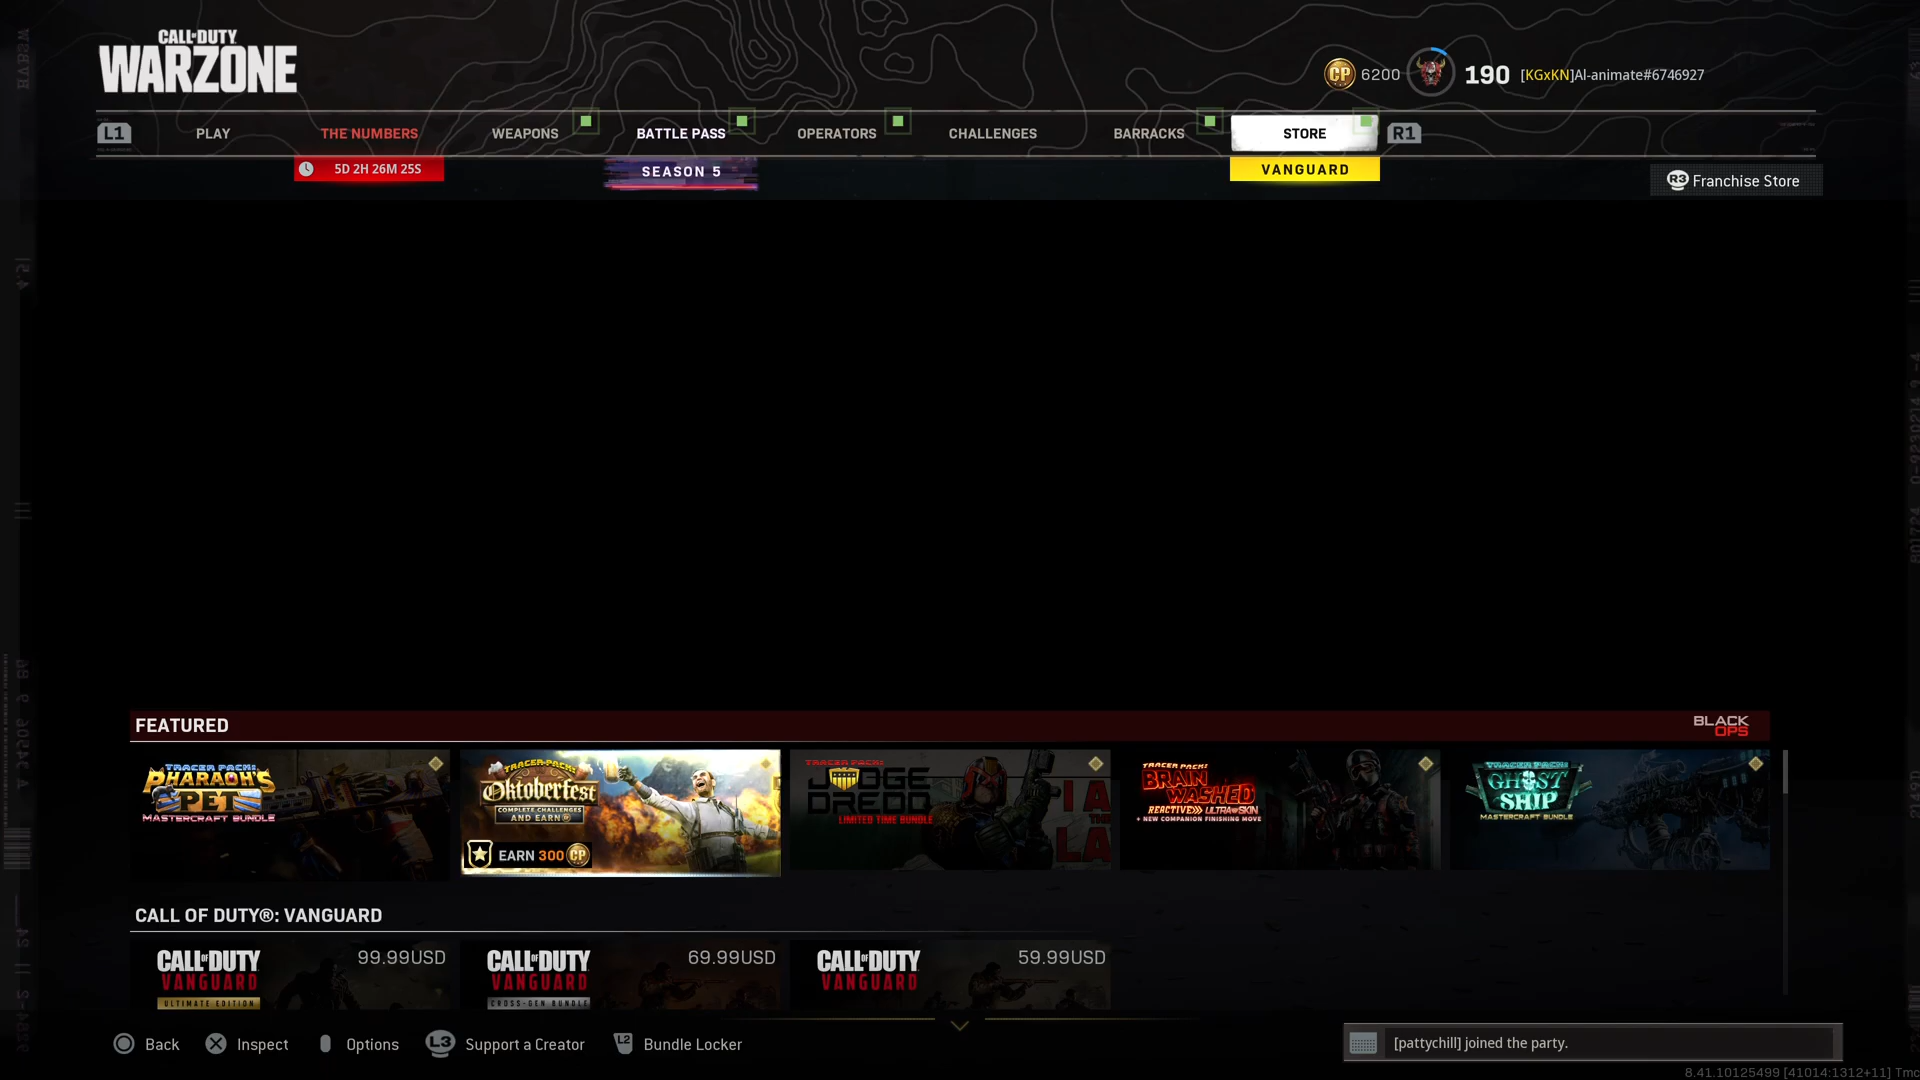 CALL OF DUTY
WARZONE
CP 6200 190 [KGxKN]Al-animate#6746927
L1 PLAY THE NUMBERS WEAPONS BATTLE PASS OPERATORS CHALLENGES BARRACKS STORE R1
5D 2H 26M 25S SEASON 5 VANGUARD
R3 Franchise Store
FEATURED
BLACK OPS
TRACER PACK:
PHARAOH'S
PET
MASTERCRAFT BUNDLE
TRACER PACK:
Oktoberfest
COMPLETE CHALLENGES
AND EARN
EARN 300 CP
TRACER PACK:
JUDGE
DREDD
LIMITED TIME BUNDLE
I A
LA
TRACER PACK:
BRAIN
WASHED
REACTIVE>>> ULTRA SKIN
+ NEW COMPANION FINISHING MOVE
TRACER PACK:
GHOST
SHIP
MASTERCRAFT BUNDLE
CALL OF DUTY®: VANGUARD
CALL OF DUTY
VANGUARD
ULTIMATE EDITION
99.99USD
CALL OF DUTY
VANGUARD
CROSS-GEN BUNDLE
69.99USD
CALL OF DUTY
VANGUARD
59.99USD
Back Inspect Options L3 Support a Creator L2 Bundle Locker
[pattychill] joined the party.
8.41.10125499 [41014:1312+11] Tmc